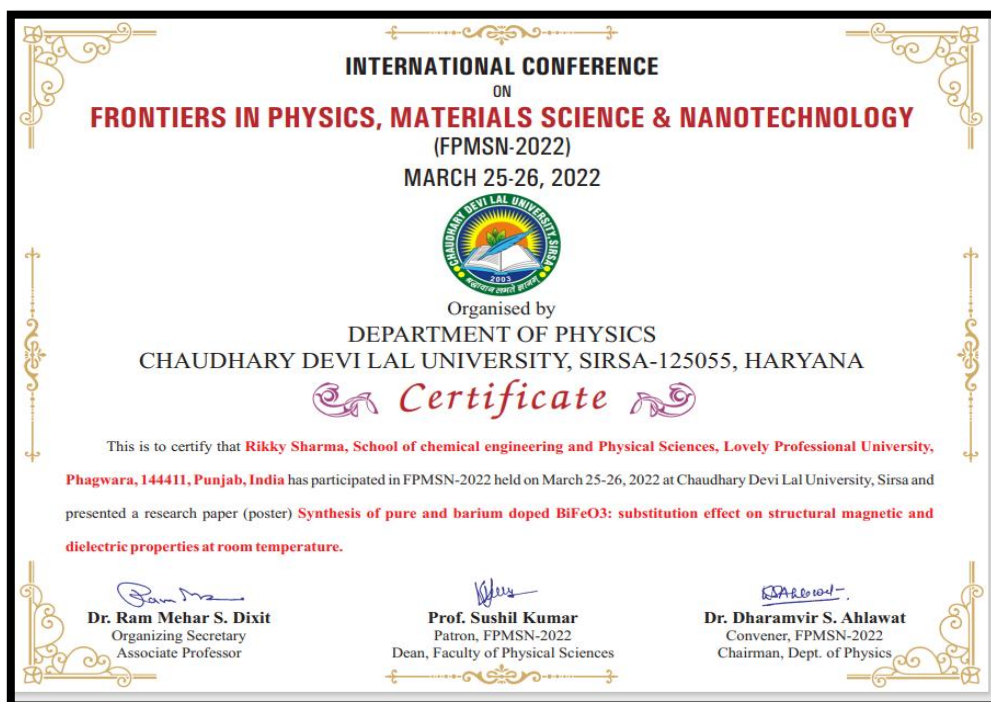 INTERNATIONAL CONFERENCE
ON
FRONTIERS IN PHYSICS, MATERIALS SCIENCE & NANOTECHNOLOGY
(FPMSN-2022)
MARCH 25-26, 2022
CHAUDHARY DEVI LAL UNIVERSITY, SIRSA
2003
श्रद्धावान लभते ज्ञानम्
Organised by
DEPARTMENT OF PHYSICS
CHAUDHARY DEVI LAL UNIVERSITY, SIRSA-125055, HARYANA
Certificate
This is to certify that Rikky Sharma, School of chemical engineering and Physical Sciences, Lovely Professional University,
Phagwara, 144411, Punjab, India has participated in FPMSN-2022 held on March 25-26, 2022 at Chaudhary Devi Lal University, Sirsa and
presented a research paper (poster) Synthesis of pure and barium doped BiFeO3: substitution effect on structural magnetic and
dielectric properties at room temperature.
Dr. Ram Mehar S. Dixit
Organizing Secretary
Associate Professor
Prof. Sushil Kumar
Patron, FPMSN-2022
Dean, Faculty of Physical Sciences
Dr. Dharamvir S. Ahlawat
Convener, FPMSN-2022
Chairman, Dept. of Physics